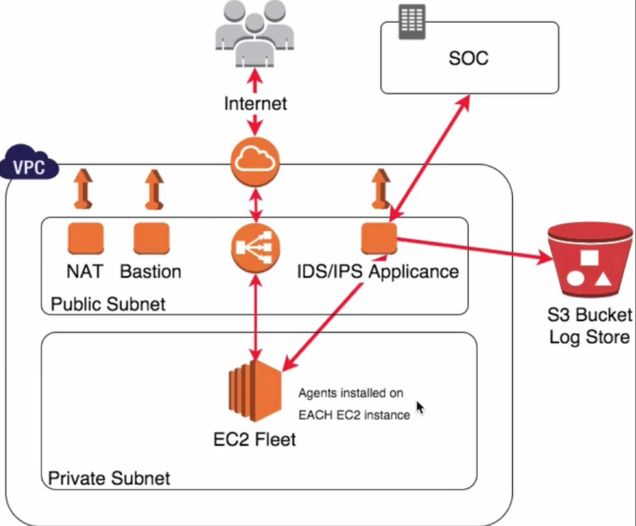 SOC
Internet
VPC
NAT Bastion IDS/IPS Applicance
Public Subnet
S3 Bucket
Log Store
Agents installed on
EACH EC2 instance
EC2 Fleet
Private Subnet